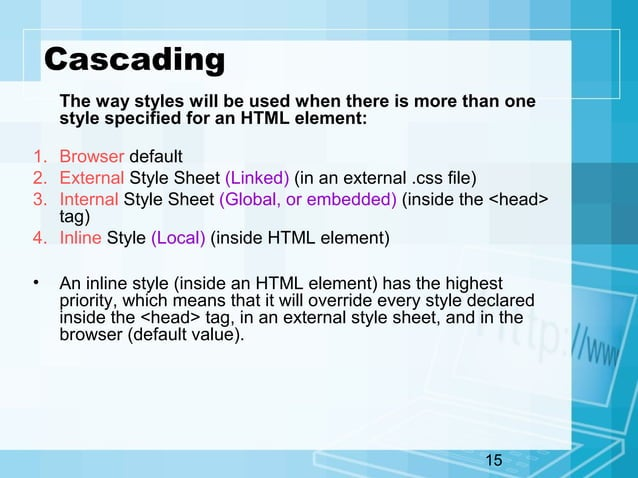 Cascading
The way styles will be used when there is more than one
style specified for an HTML element:
1. Browser default
2. External Style Sheet (Linked) (in an external .css file)
3. Internal Style Sheet (Global, or embedded) (inside the <head>
tag)
4. Inline Style (Local) (inside HTML element)
• An inline style (inside an HTML element) has the highest
priority, which means that it will override every style declared
inside the <head> tag, in an external style sheet, and in the
browser (default value).
http://www
15